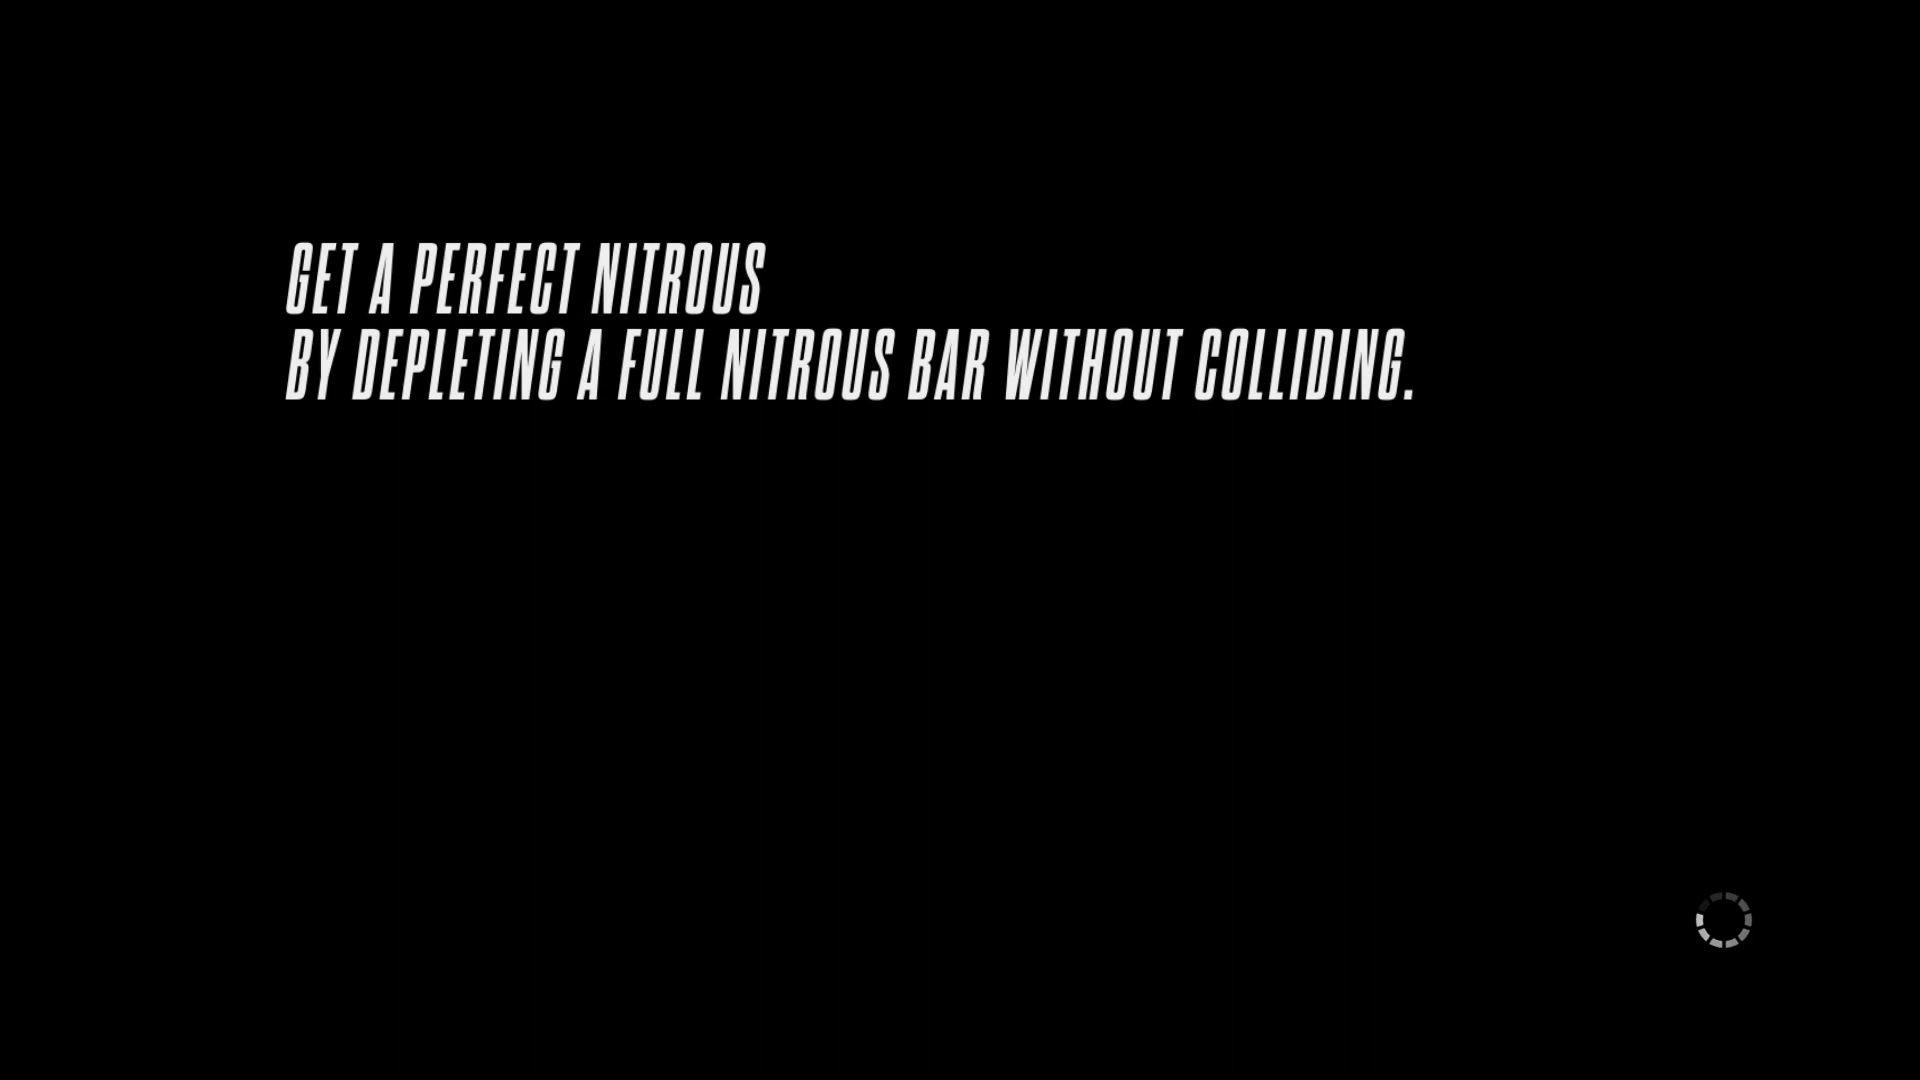 GET A PERFECT NITROUS
BY DEPLETING A FULL NITROUS BAR WITHOUT COLLIDING.